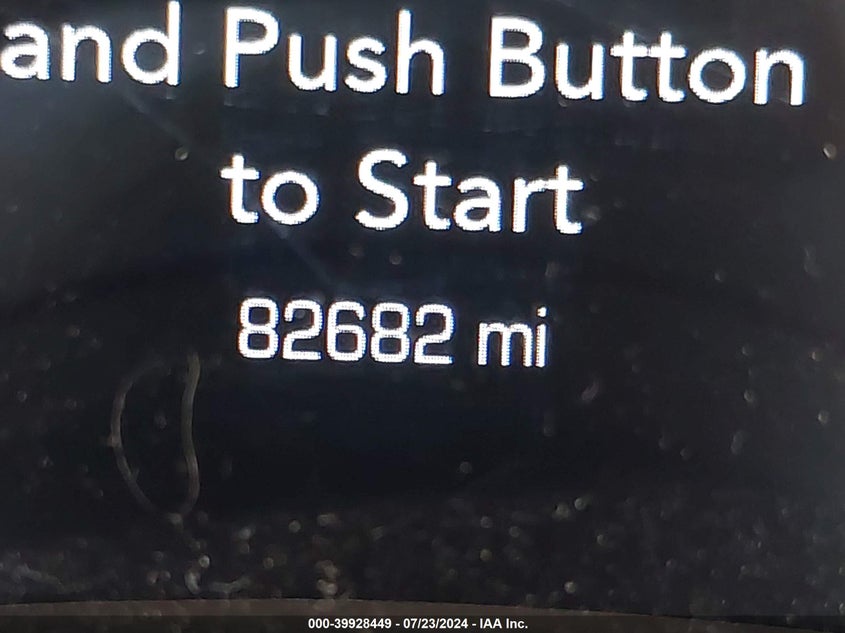 and Push Button
to Start
82682 mi
000-39928449 - 07/23/2024 - IAA Inc.